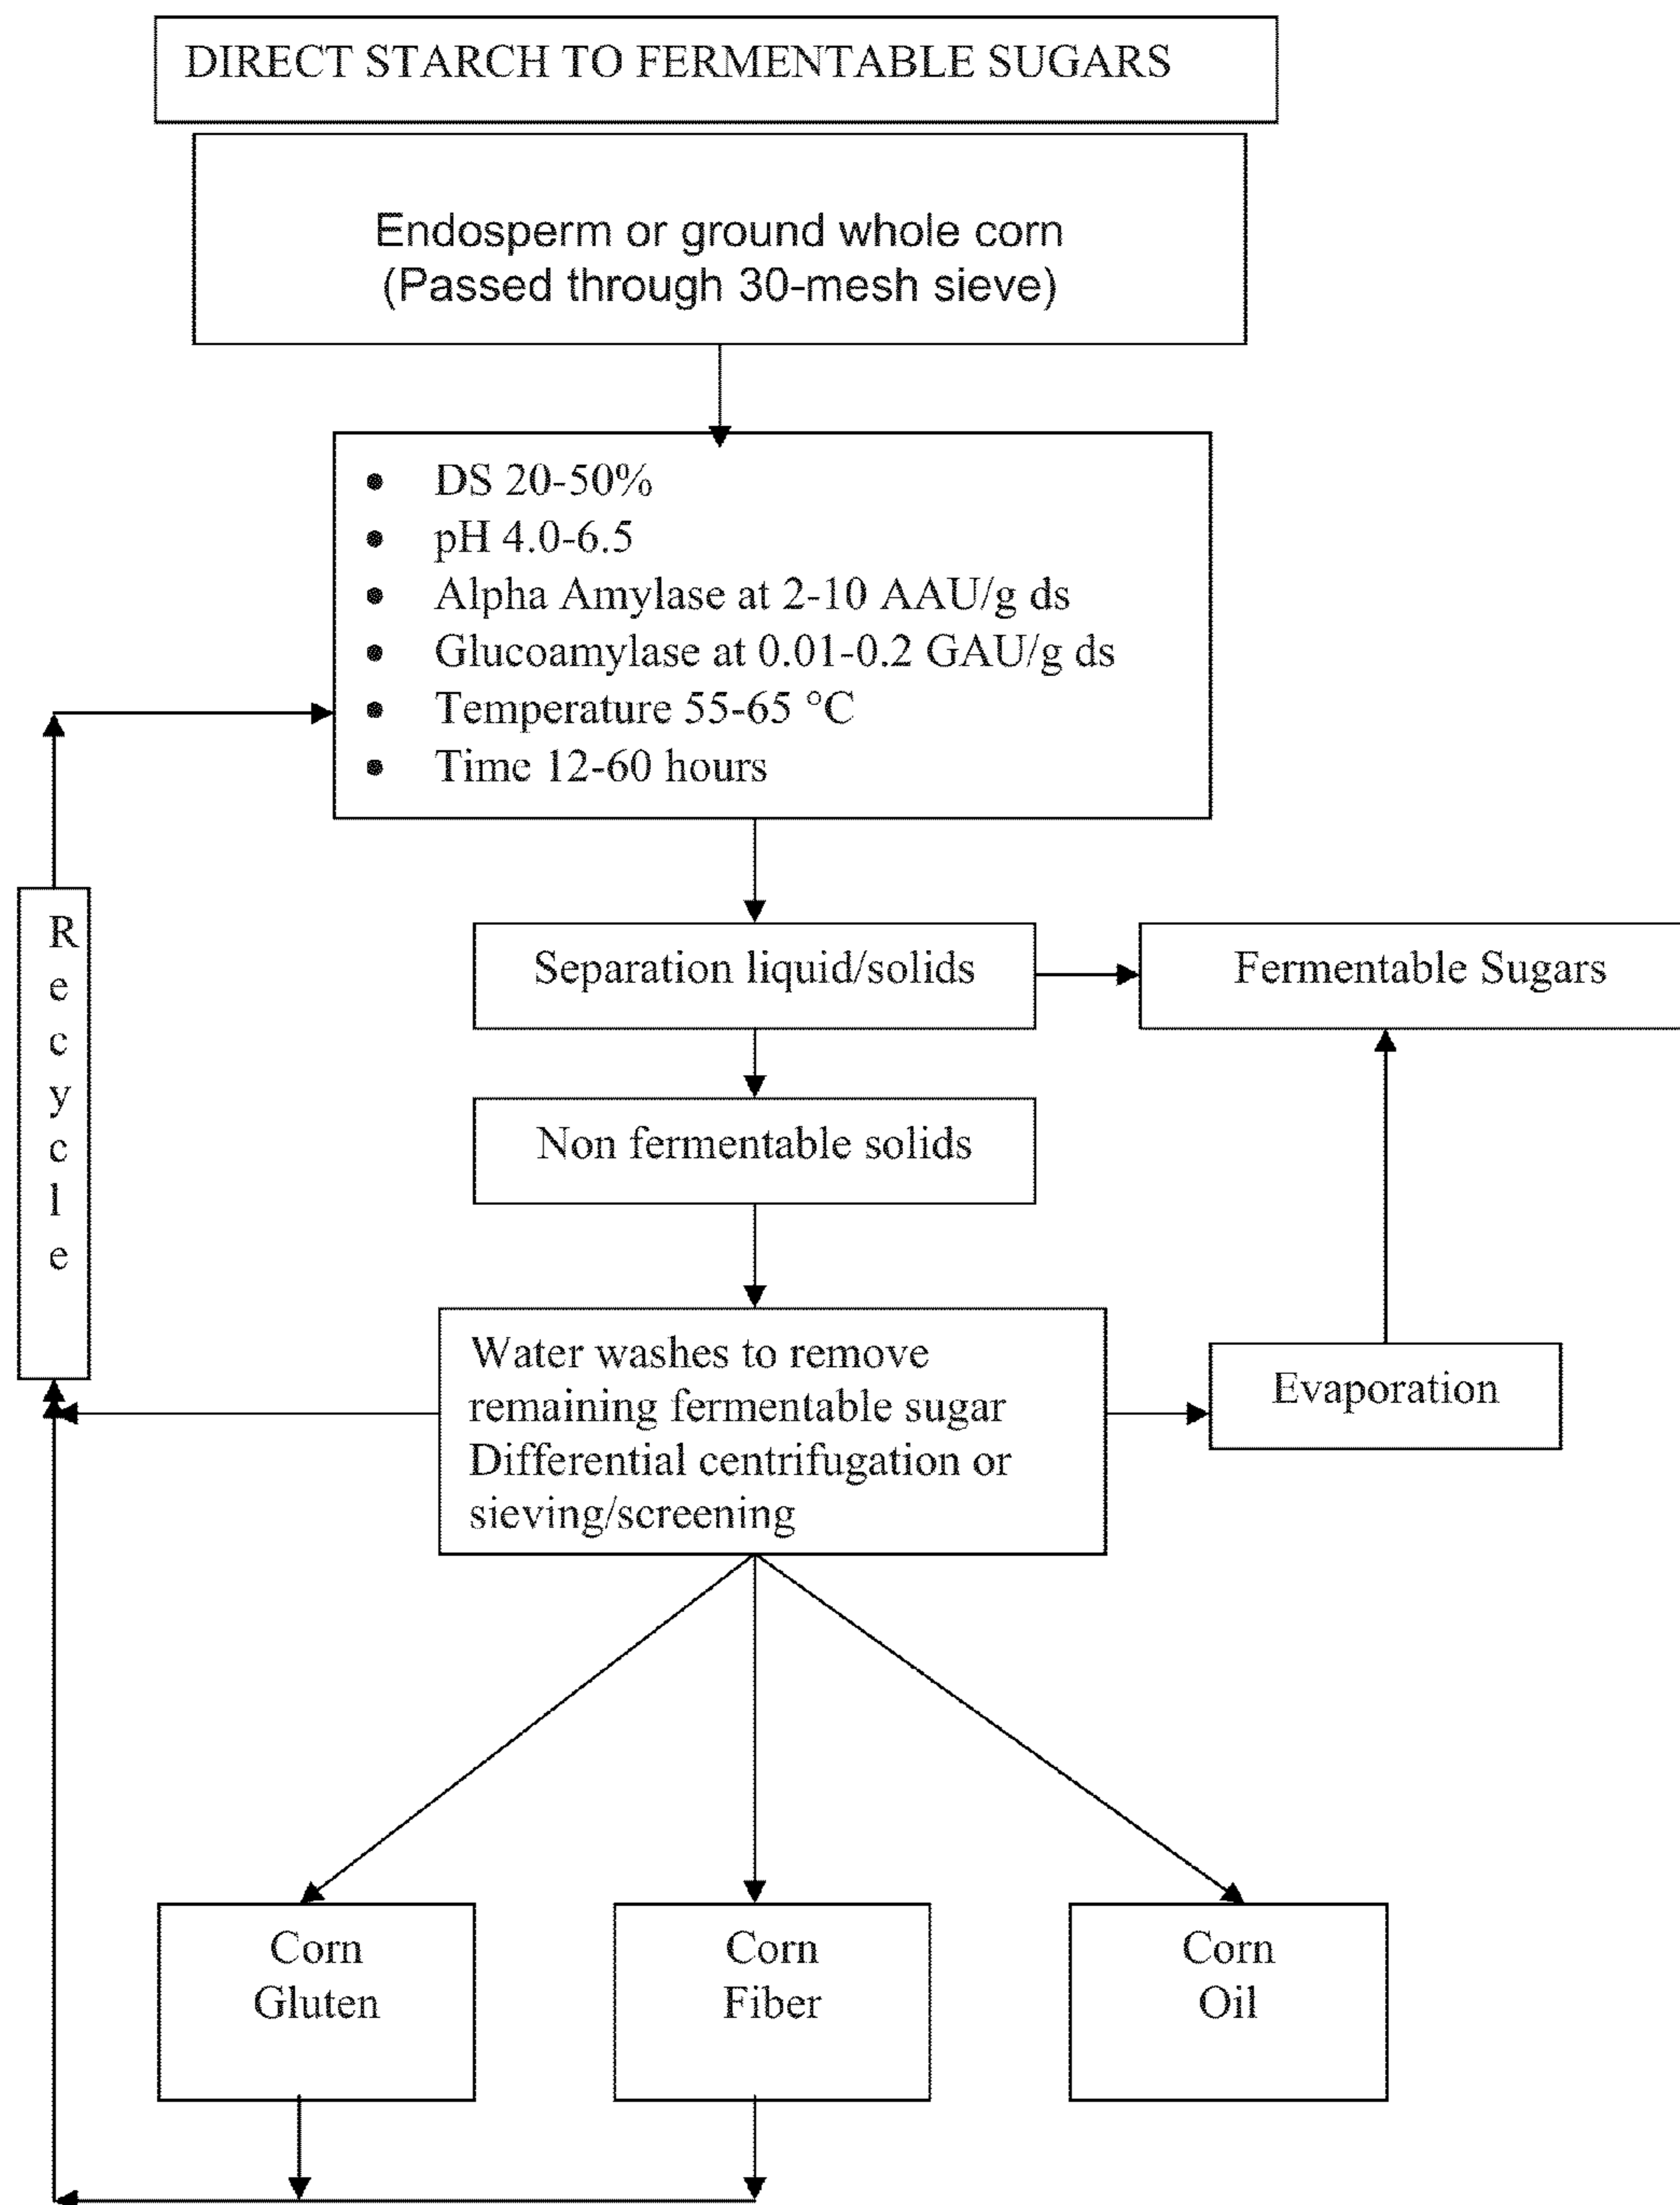 DIRECT STARCH TO FERMENTABLE SUGARS
Endosperm or ground whole corn
(Passed through 30-mesh sieve)
• DS 20-50%
• pH 4.0-6.5
• Alpha Amylase at 2-10 AAU/g ds
• Glucoamylase at 0.01-0.2 GAU/g ds
• Temperature 55-65 °C
• Time 12-60 hours
Recycle
Separation liquid/solids
Fermentable Sugars
Non fermentable solids
Water washes to remove
remaining fermentable sugar
Differential centrifugation or
sieving/screening
Evaporation
Corn
Gluten
Corn
Fiber
Corn
Oil